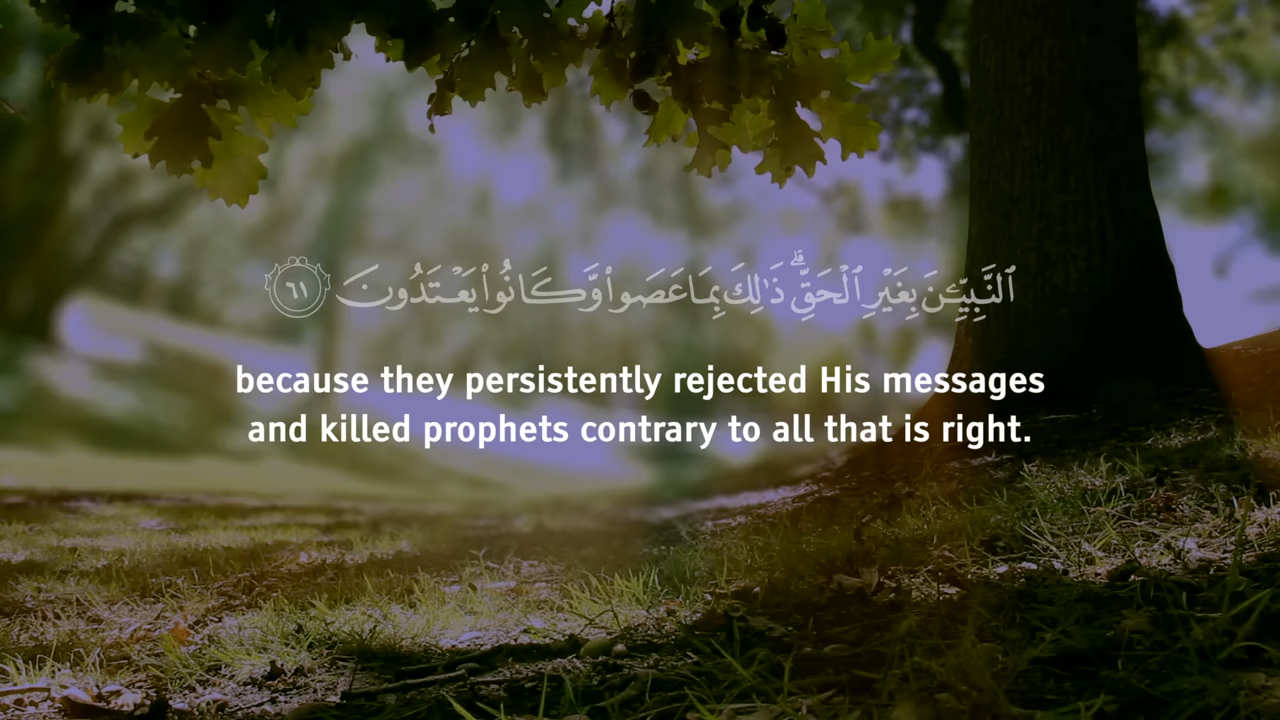 ٱلنَّبِيِّـۧنَ بِغَيْرِ ٱلْحَقِّ ۗ ذَٰلِكَ بِمَا عَصَوا۟ وَّكَانُوا۟ يَعْتَدُونَ ٦١
because they persistently rejected His messages
and killed prophets contrary to all that is right.